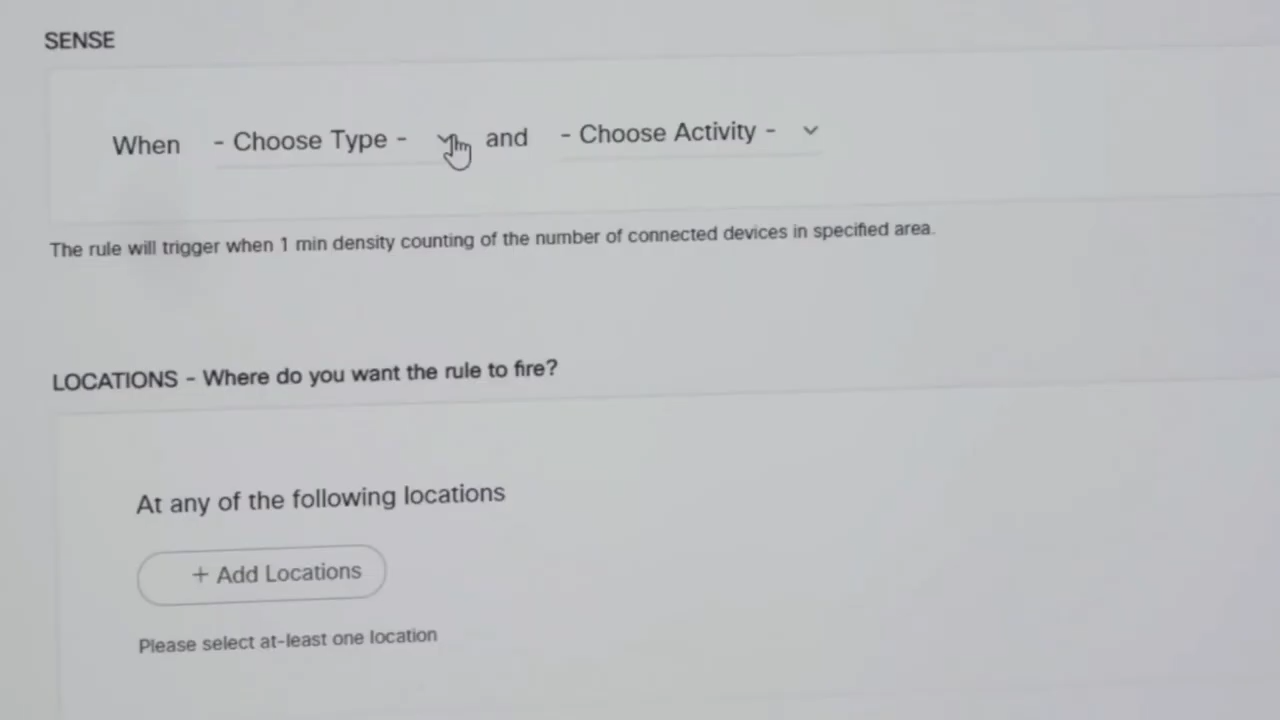 SENSE
When - Choose Type - and - Choose Activity -
The rule will trigger when 1 min density counting of the number of connected devices in specified area.
LOCATIONS - Where do you want the rule to fire?
At any of the following locations
+ Add Locations
Please select at-least one location